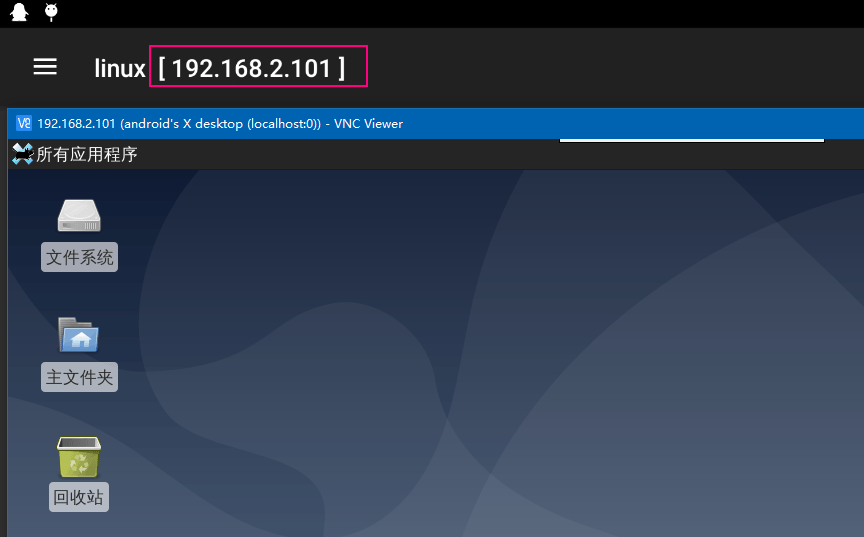 linux [ 192.168.2.101 ]
192.168.2.101 (android's X desktop (localhost:0)) - VNC Viewer
所有应用程序
文件系统
主文件夹
回收站